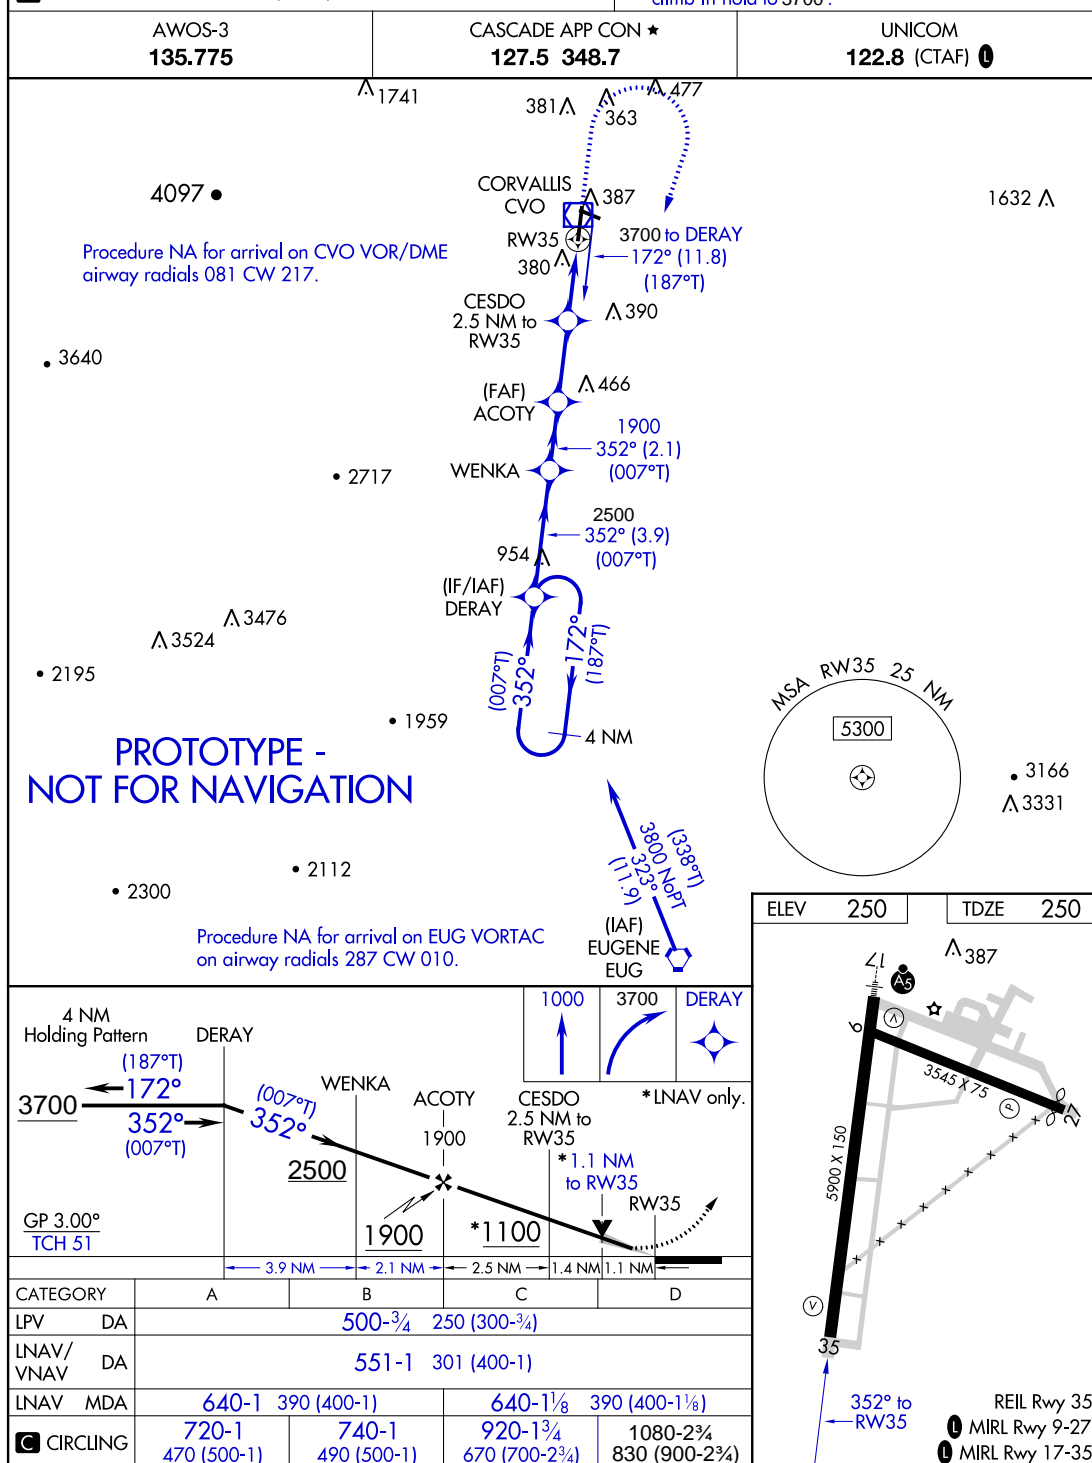 climb-in-hold to 3700.
AWOS-3
135.775
CASCADE APP CON ★
127.5 348.7
UNICOM
122.8 (CTAF) L
1741
381
363
477
4097
CORVALLIS
CVO
387
1632
RW35
3700 to DERAY
172° (11.8)
(187°T)
Procedure NA for arrival on CVO VOR/DME
airway radials 081 CW 217.
380
CESDO
2.5 NM to
RW35
390
3640
(FAF)
ACOTY
466
1900
352° (2.1)
(007°T)
WENKA
2717
2500
352° (3.9)
(007°T)
954
(IF/IAF)
DERAY
3476
3524
172°
(187°T)
(007°T)
352°
2195
1959
4 NM
MSA RW35 25 NM
5300
PROTOTYPE -
NOT FOR NAVIGATION
3166
3331
(338°T)
3800 NoPT
323°
(11.9)
2112
2300
(IAF)
EUGENE
EUG
Procedure NA for arrival on EUG VORTAC
on airway radials 287 CW 010.
ELEV 250
TDZE 250
387
17
A5
V
9
3545 X 75
P
27
5900 X 150
V
35
352° to
RW35
REIL Rwy 35
L MIRL Rwy 9-27
L MIRL Rwy 17-35
4 NM
Holding Pattern
DERAY
1000
3700
DERAY
(187°T)
172°
3700
352°
(007°T)
(007°T)
352°
WENKA
ACOTY
1900
CESDO
2.5 NM to
RW35
*LNAV only.
*1.1 NM
to RW35
RW35
2500
GP 3.00°
TCH 51
1900
*1100
3.9 NM
2.1 NM
2.5 NM
1.4 NM
1.1 NM
CATEGORY A B C D
LPV DA 500-¾ 250 (300-¾)
LNAV/
VNAV DA 551-1 301 (400-1)
LNAV MDA 640-1 390 (400-1) 640-1⅛ 390 (400-1⅛)
C CIRCLING 720-1 740-1 920-1¾ 1080-2¾
470 (500-1) 490 (500-1) 670 (700-2¾) 830 (900-2¾)